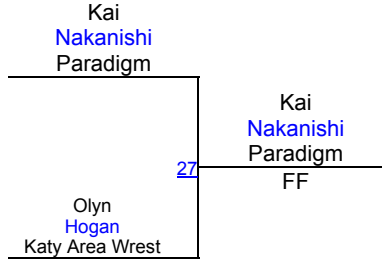 Kai
Nakanishi
Paradigm
Kai
Nakanishi
Paradigm
27
FF
Olyn
Hogan
Katy Area Wrest